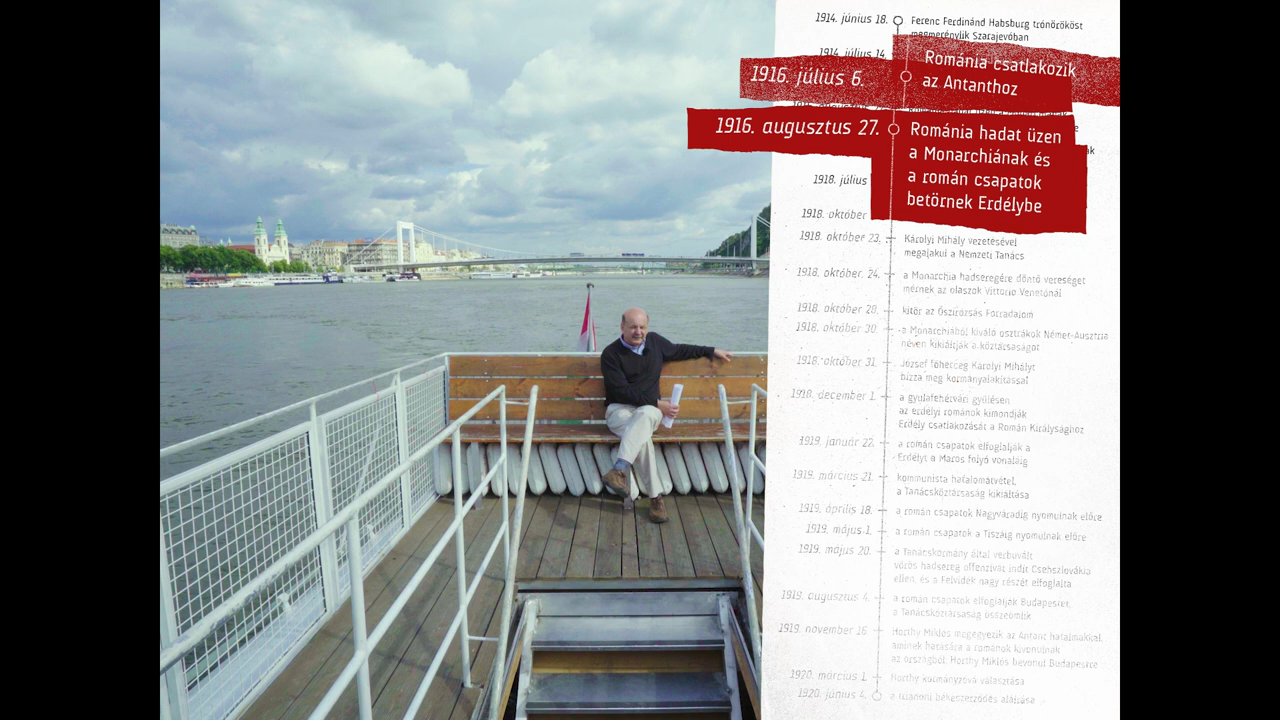 1914. június 18.
Ferenc Ferdinánd Habsburg trónörököst
megmerénylik Szarajevóban
1914. július 14.
1916. július 6.
Románia csatlakozik
az Antanthoz
1916. augusztus 27.
Románia hadat üzen
a Monarchiának és
a román csapatok
betörnek Erdélybe
1918. július
1918. október
1918. október 23.
Károlyi Mihály vezetésével
megalakul a Nemzeti Tanács
1918. október. 24.
a Monarchia hadseregére döntő vereséget
mérnek az olaszok Vittorio Venetónál
1918. október 28.
kitör az Őszirózsás Forradalom
1918. október 30.
a Monarchiából kiváló osztrákok Német-Ausztria
néven kikiáltják a köztársaságot
1918. október 31.
József főherceg Károlyi Mihályt
bízza meg kormányalakítással
1918. december 1.
a gyulafehérvári gyűlésen
az erdélyi románok kimondják
Erdély csatlakozását a Román Királysághoz
1919. január 22.
a román csapatok elfoglalják a
Erdélyt a Maros folyó vonaláig
1919. március 21.
kommunista hatalomátvétel,
a Tanácsköztársaság kikiáltása
1919. április 18.
a román csapatok Nagyváradig nyomulnak előre
1919. május 1.
a román csapatok a Tiszáig nyomulnak előre
1919. május 20.
a Tanácskormány által verbuvált
vörös hadsereg offenzívát indít Csehszlovákia
ellen, és a Felvidék nagy részét elfoglalta
1919. augusztus 4.
a román csapatok elfoglalják Budapestet,
a Tanácsköztársaság összeomlik
1919. november 16.
Horthy Miklós megegyezik az Antant hatalmakkal,
aminek hatására a románok kivonulnak
az országból. Horthy Miklós bevonul Budapestre
1920. március 1.
Horthy kormányzóvá választása
1920. június 4.
a trianoni békeszerződés aláírása